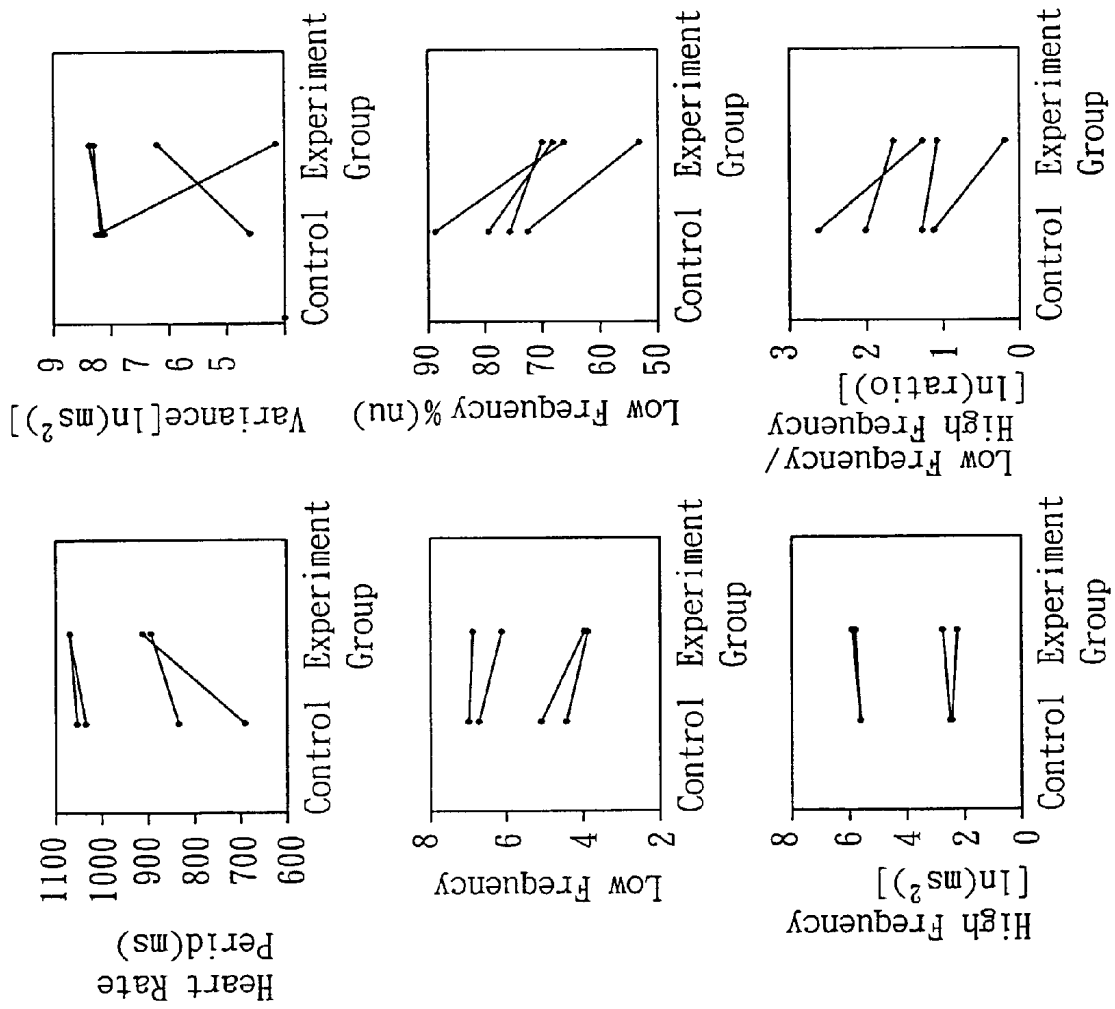 Heart Rate
Perid(ms)
1100
1000
900
800
700
600
Control Experiment
Group
Variance[ln(ms²)]
9
8
7
6
5
Control Experiment
Group
Low Frequency
8
6
4
2
Control Experiment
Group
Low Frequency %(nu)
90
80
70
60
50
Control Experiment
Group
High Frequency
[ln(ms²)]
8
6
4
2
0
Control Experiment
Group
Low Frequency/
High Frequency
[ln(ratio)]
3
2
1
0
Control Experiment
Group